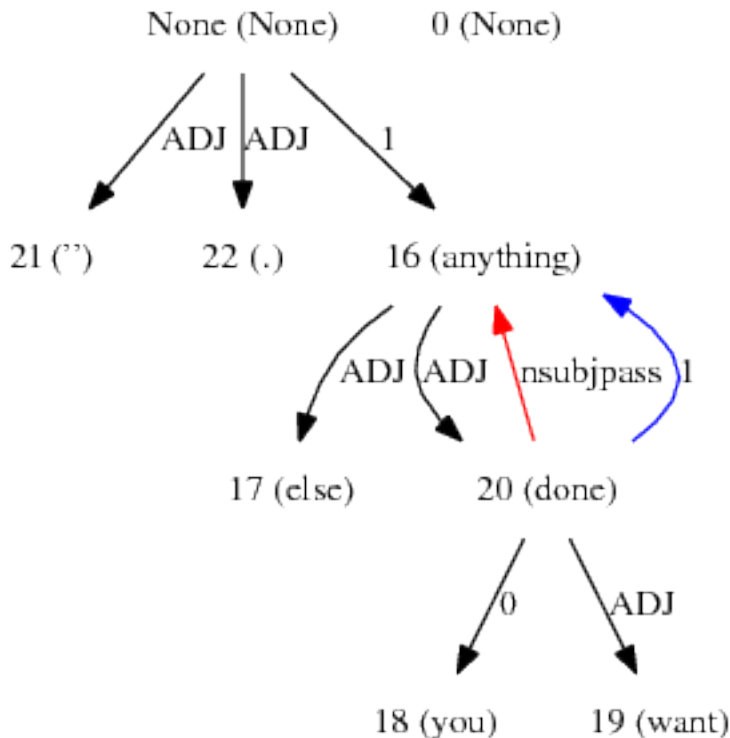 None (None) 0 (None)
ADJ ADJ 1
21 (") 22 (.) 16 (anything)
ADJ ADJ nsubjpass 1
17 (else) 20 (done)
0 ADJ
18 (you) 19 (want)